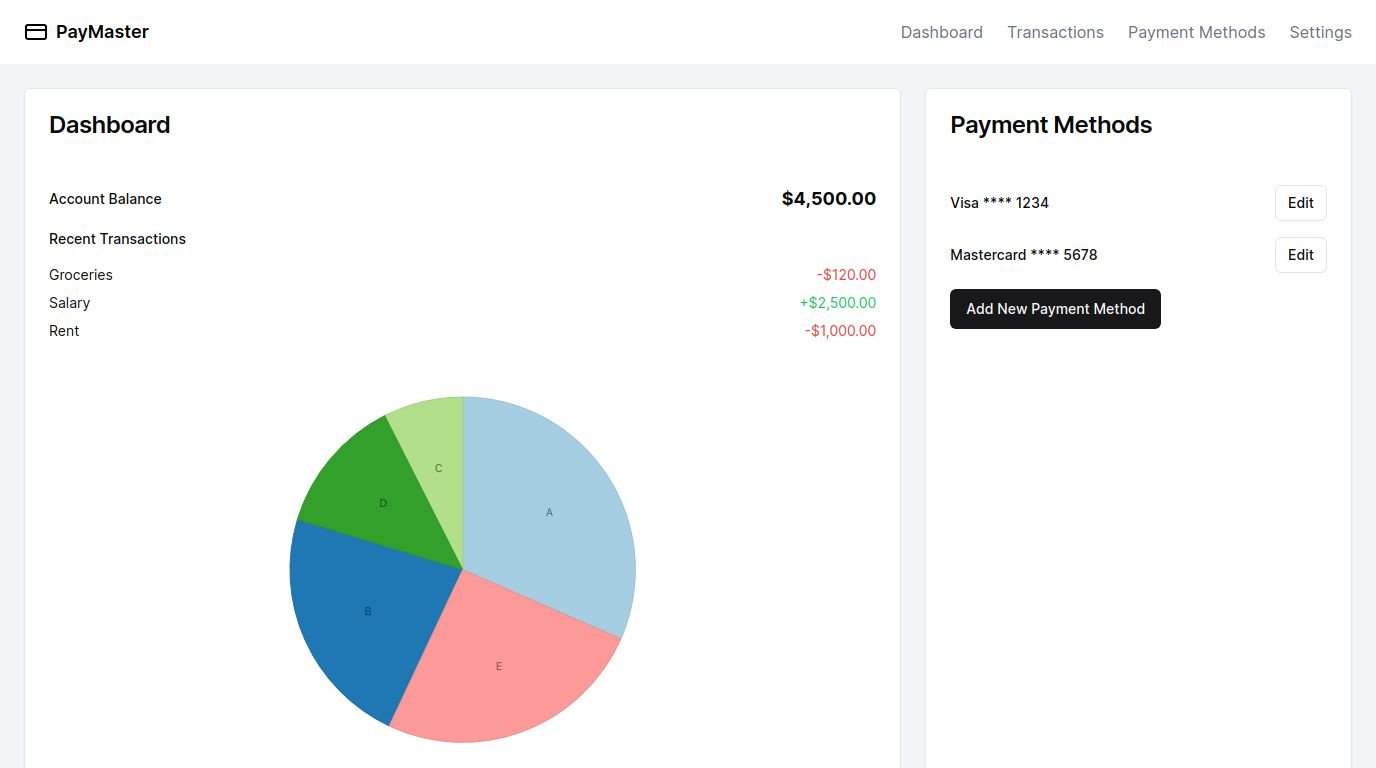 PayMaster
Dashboard Transactions Payment Methods Settings
Dashboard
Account Balance $4,500.00
Recent Transactions
Groceries -$120.00
Salary +$2,500.00
Rent -$1,000.00
C
A
D
B
E
Payment Methods
Visa **** 1234 Edit
Mastercard **** 5678 Edit
Add New Payment Method